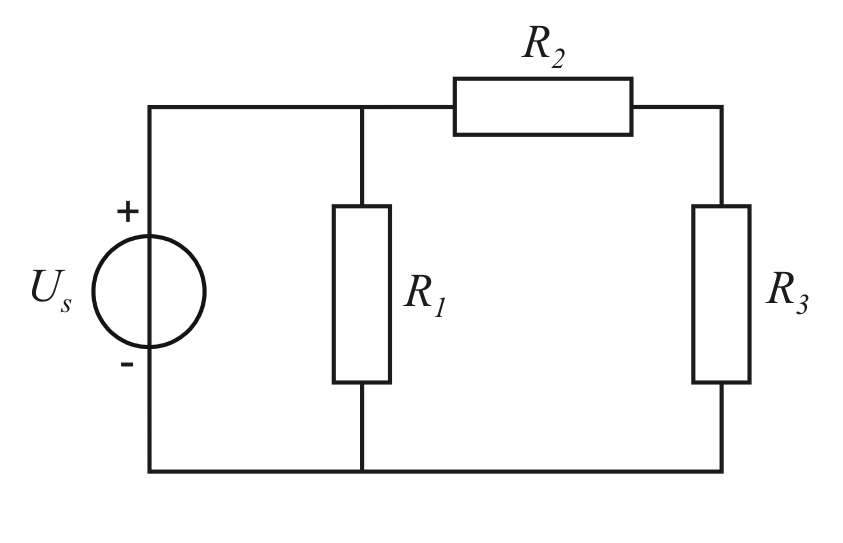 R2
+
Us
-
R1
R3